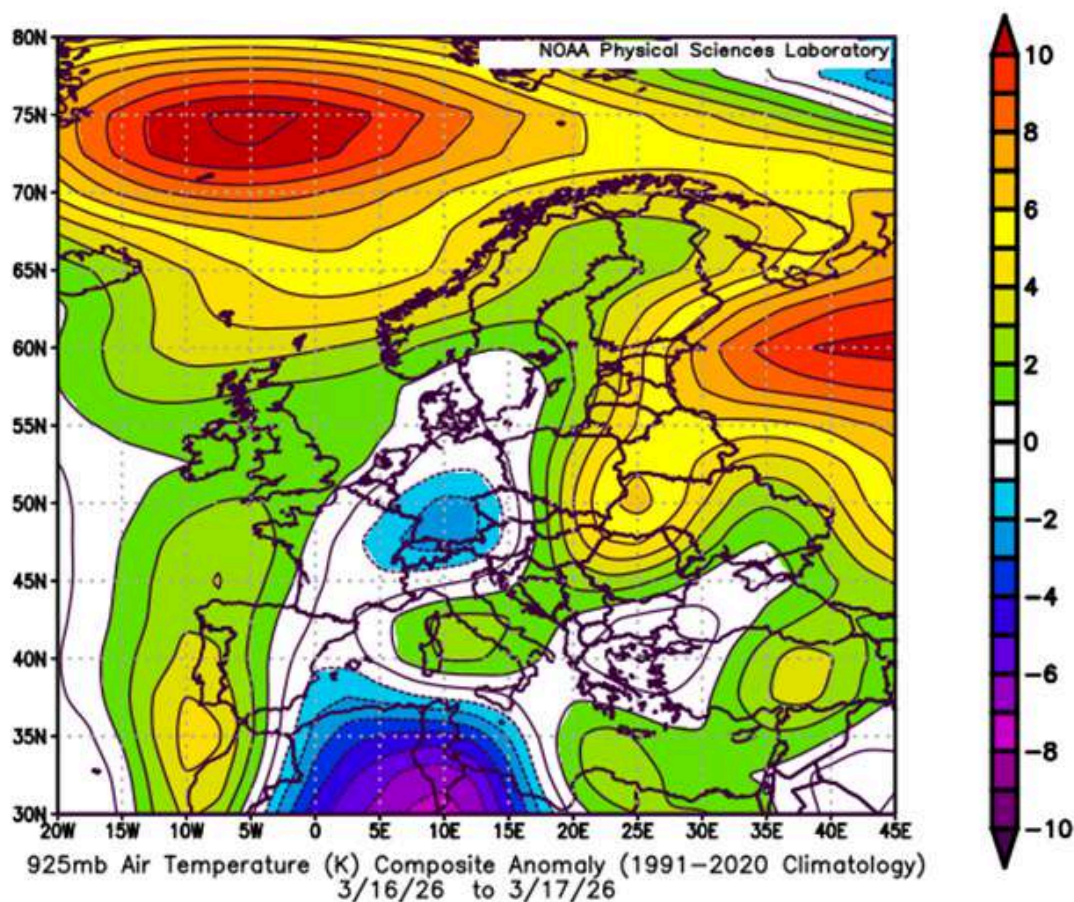 NOAA Physical Sciences Laboratory
80N
75N
70N
65N
60N
55N
50N
45N
40N
35N
30N
20W 15W 10W 5W 0 5E 10E 15E 20E 25E 30E 35E 40E 45E
10
8
6
4
2
0
−2
−4
−6
−8
−10
925mb Air Temperature (K) Composite Anomaly (1991−2020 Climatology)
3/16/26 to 3/17/26